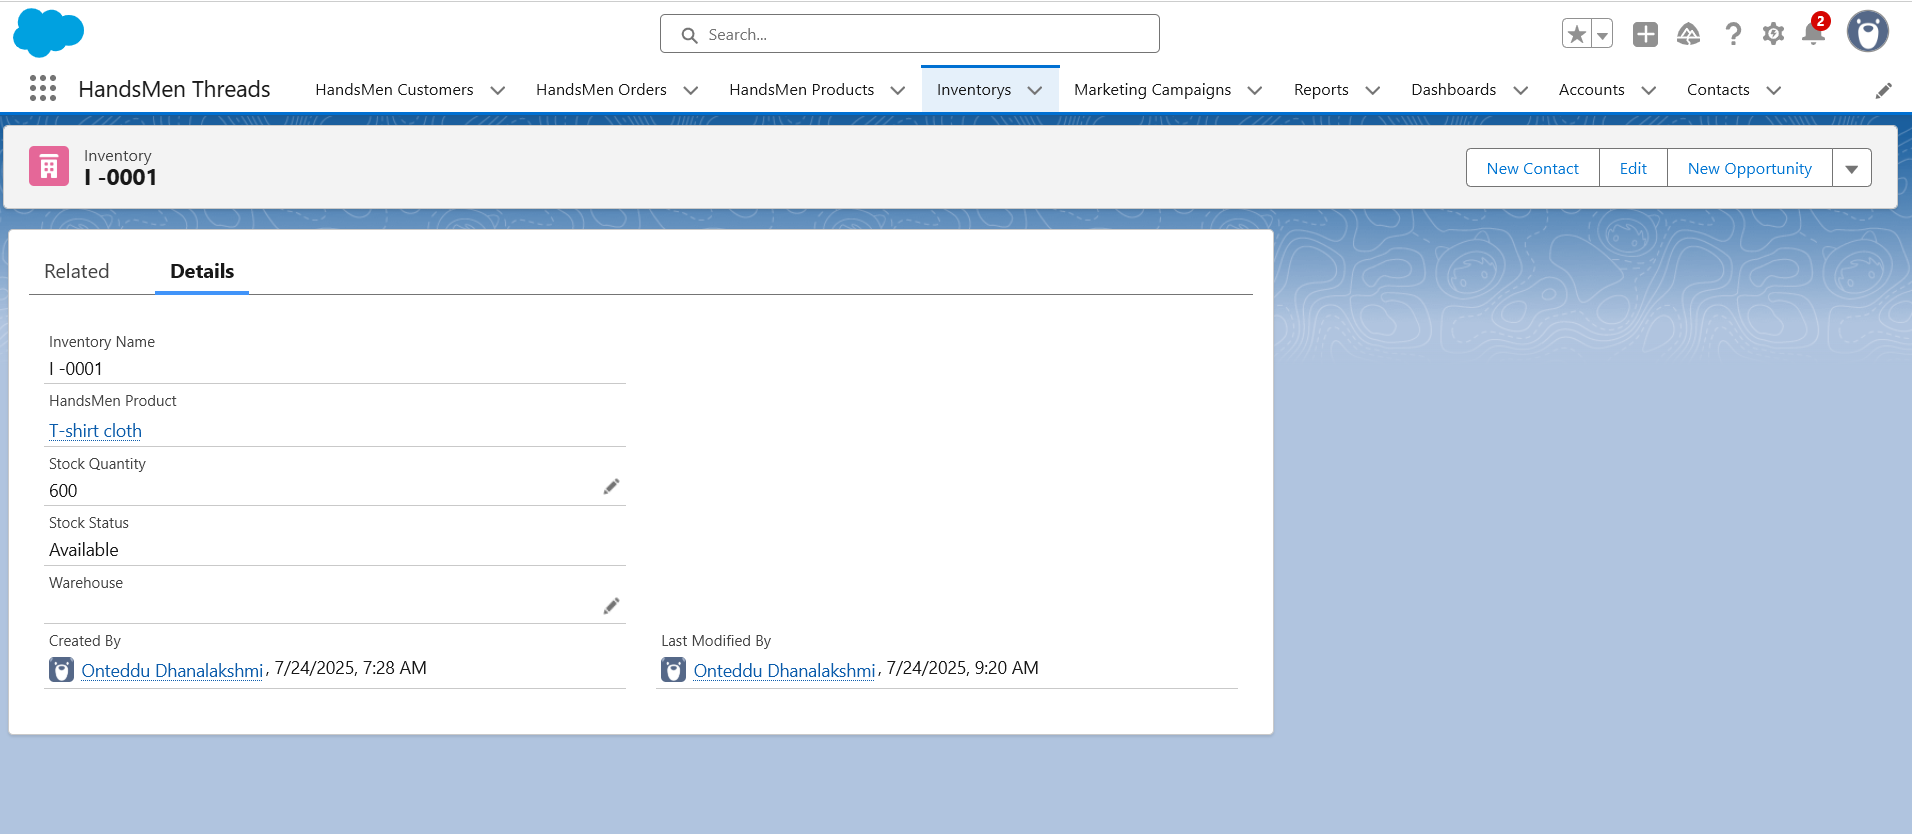 Search...
2
HandsMen Threads
HandsMen Customers
HandsMen Orders
HandsMen Products
Inventorys
Marketing Campaigns
Reports
Dashboards
Accounts
Contacts
Inventory
I -0001
New Contact
Edit
New Opportunity
Related
Details
Inventory Name
I -0001
HandsMen Product
T-shirt cloth
Stock Quantity
600
Stock Status
Available
Warehouse
Created By
Onteddu Dhanalakshmi, 7/24/2025, 7:28 AM
Last Modified By
Onteddu Dhanalakshmi, 7/24/2025, 9:20 AM